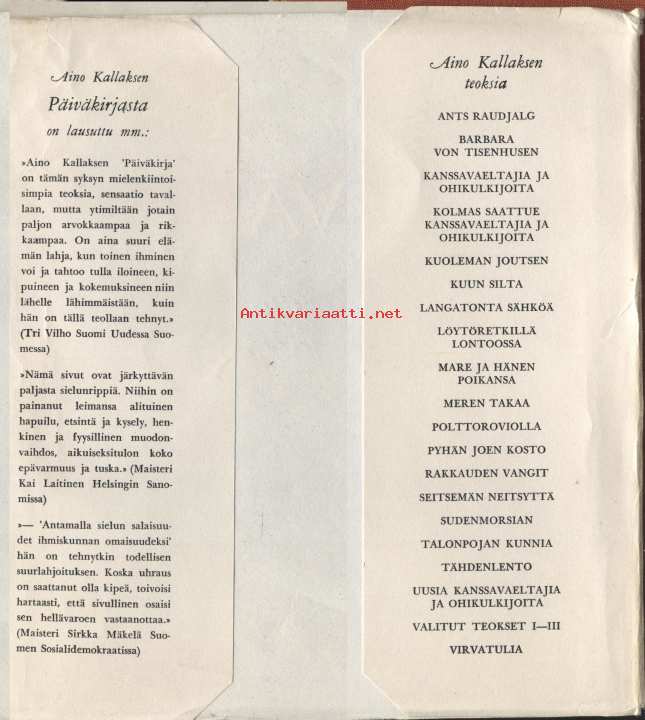 Aino Kallaksen
Päiväkirjasta
on lausuttu mm.:
»Aino Kallaksen 'Päiväkirja'
on tämän syksyn mielenkiintoi-
simpia teoksia, sensaatio taval-
laan, mutta ytimiltään jotain
paljon arvokkaampaa ja rik-
kaampaa. On aina suuri elä-
män lahja, kun toinen ihminen
voi ja tahtoo tulla iloineen, ki-
puineen ja kokemuksineen niin
lähelle lähimmäistään, kuin
hän on tällä teollaan tehnyt.»
(Tri Vilho Suomi Uudessa Suo-
messa)
»Nämä sivut ovat järkyttävän
paljasta sielunrippiä. Niihin on
painanut leimansa alituinen
hapuilu, etsintä ja kysely, hen-
kinen ja fyysillinen muodon-
vaihdos, aikuiseksitulon koko
epävarmuus ja tuska.» (Maisteri
Kai Laitinen Helsingin Sano-
missa)
»— 'Antamalla sielun salaisuu-
det ihmiskunnan omaisuudeksi'
hän on tehnytkin todellisen
suurlahjoituksen. Koska uhraus
on saattanut olla kipeä, toivoisi
hartaasti, että sivullinen osaisi
sen hellävaroen vastaanottaa.»
(Maisteri Sirkka Mäkelä Suo-
men Sosialidemokraatissa)
Antikvariaatti.net
Aino Kallaksen
teoksia
ANTS RAUDJALG
BARBARA
VON TISENHUSEN
KANSSAVAELTAJIA JA
OHIKULKIJOITA
KOLMAS SAATTUE
KANSSAVAELTAJIA JA
OHIKULKIJOITA
KUOLEMAN JOUTSEN
KUUN SILTA
LANGATONTA SÄHKÖÄ
LÖYTÖRETKILLÄ
LONTOOSSA
MARE JA HÄNEN
POIKANSA
MEREN TAKAA
POLTTOROVIOLLA
PYHÄN JOEN KOSTO
RAKKAUDEN VANGIT
SEITSEMÄN NEITSYTTÄ
SUDENMORSIAN
TALONPOJAN KUNNIA
TÄHDENLENTO
UUSIA KANSSAVAELTAJIA
JA OHIKULKIJOITA
VALITUT TEOKSET I—III
VIRVATULIA